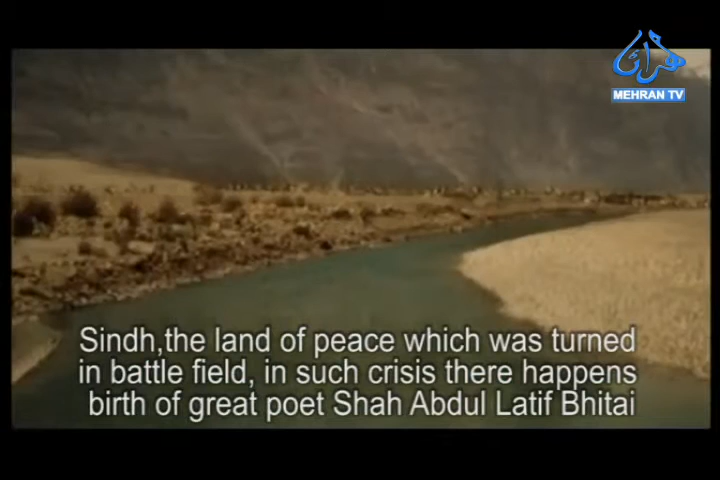 مهراڻ
MEHRAN TV
Sindh,the land of peace which was turned
in battle field, in such crisis there happens
birth of great poet Shah Abdul Latif Bhitai